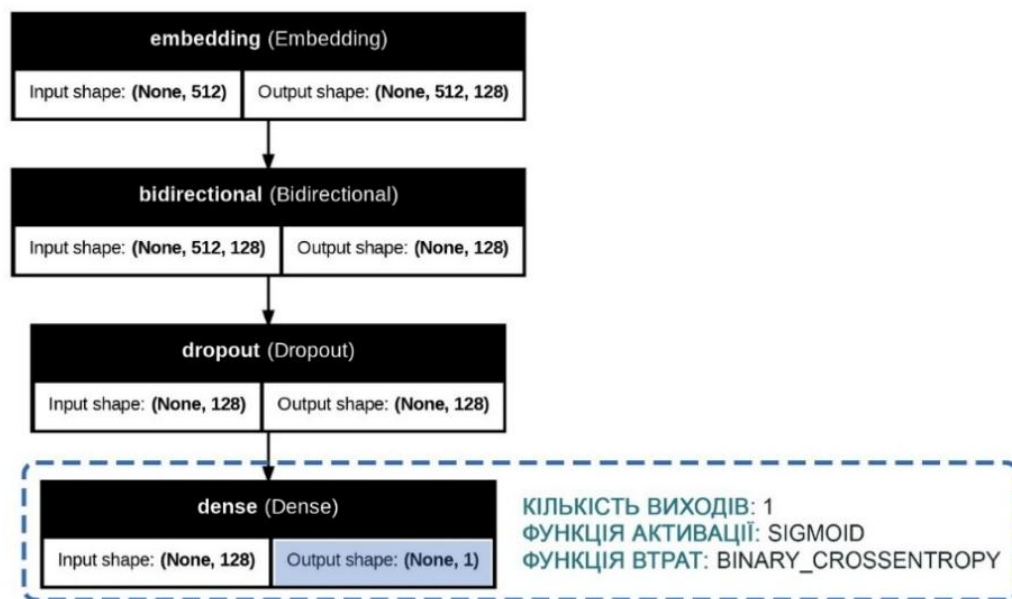 embedding (Embedding)
Input shape: (None, 512) Output shape: (None, 512, 128)
bidirectional (Bidirectional)
Input shape: (None, 512, 128) Output shape: (None, 128)
dropout (Dropout)
Input shape: (None, 128) Output shape: (None, 128)
dense (Dense)
Input shape: (None, 128) Output shape: (None, 1)
КІЛЬКІСТЬ ВИХОДІВ: 1
ФУНКЦІЯ АКТИВАЦІЇ: SIGMOID
ФУНКЦІЯ ВТРАТ: BINARY_CROSSENTROPY